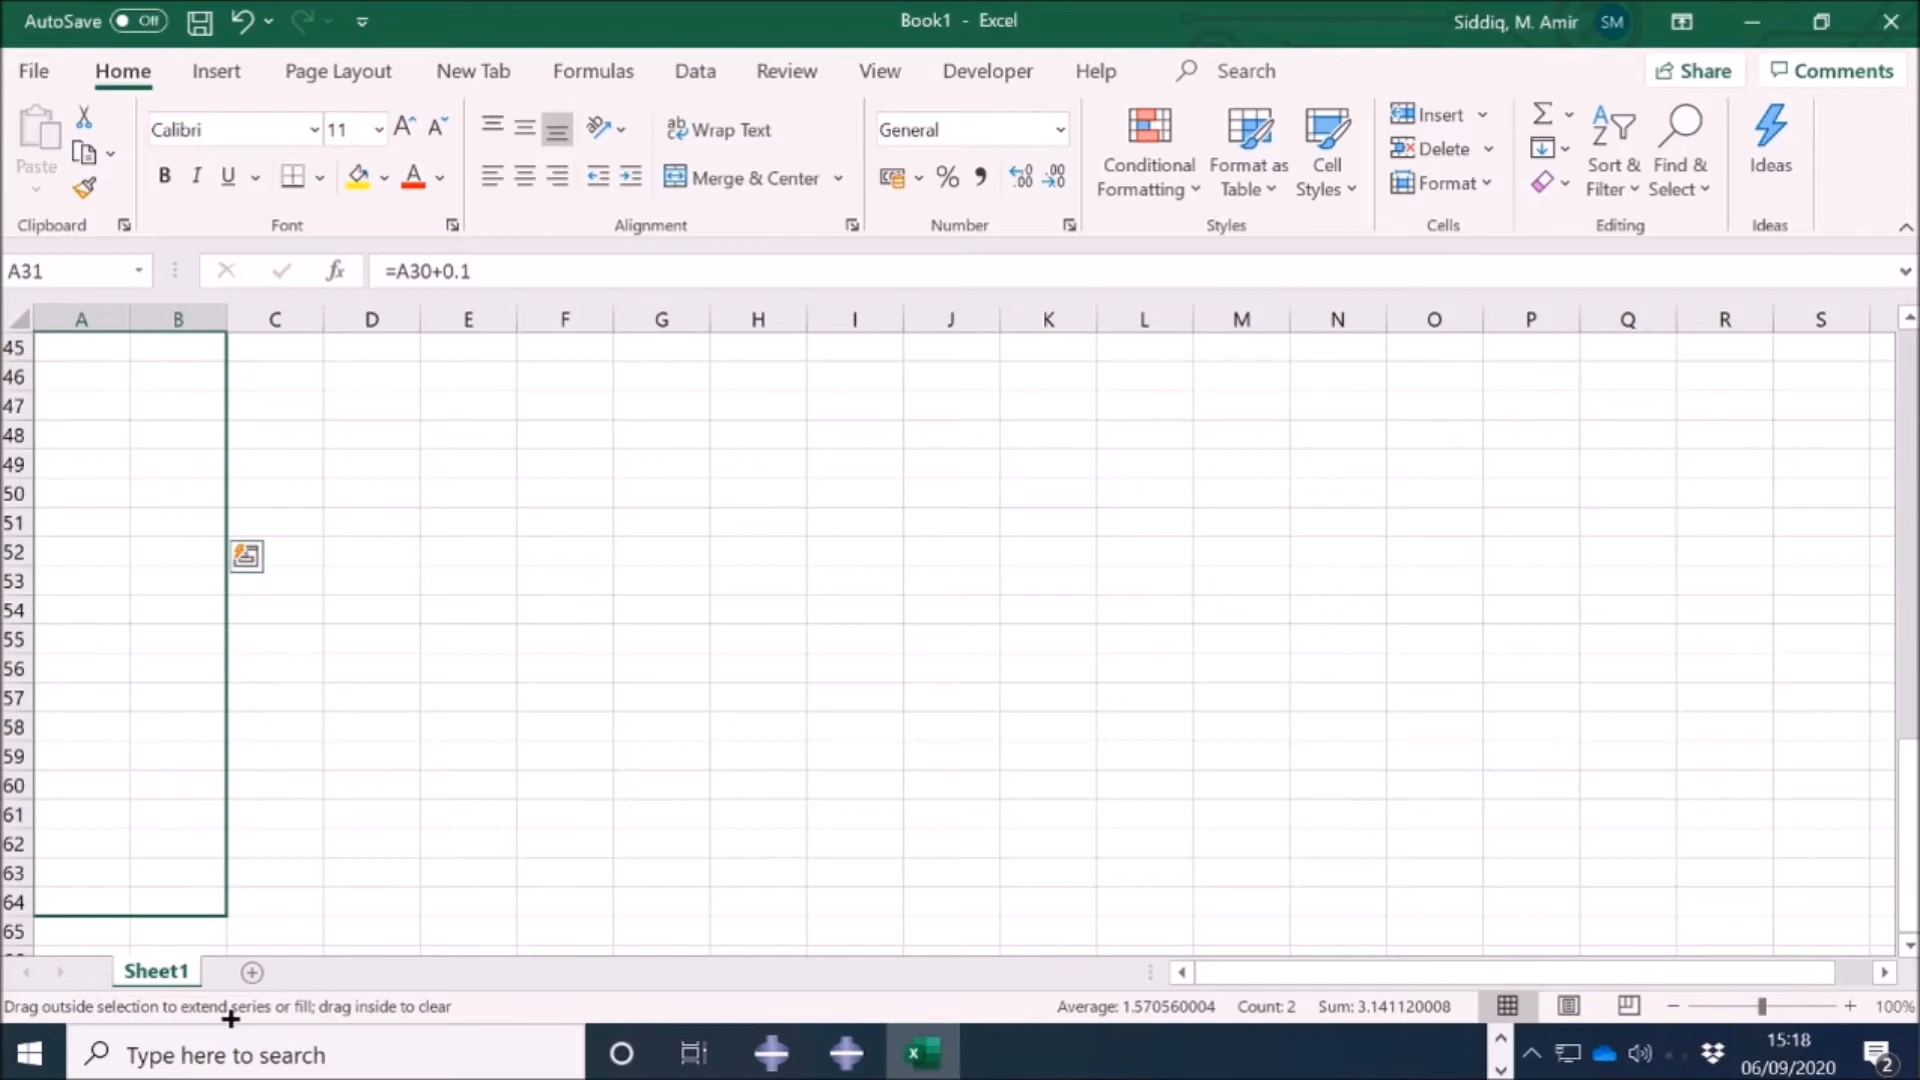 AutoSave Off Book1 - Excel Siddiq, M. Amir SM
File Home Insert Page Layout New Tab Formulas Data Review View Developer Help Search Share Comments
Calibri 11 Wrap Text General Insert
Paste B I U Merge & Center % Conditional Formatting Format as Table Cell Styles Delete Σ Sort & Filter Find & Select Ideas
Format
Clipboard Font Alignment Number Styles Cells Editing Ideas
A31 fx =A30+0.1
A B C D E F G H I J K L M N O P Q R S
45
46
47
48
49
50
51
52
53
54
55
56
57
58
59
60
61
62
63
64
65
Sheet1
Drag outside selection to extend series or fill; drag inside to clear Average: 1.570560004 Count: 2 Sum: 3.141120008 100%
Type here to search 15:18
06/09/2020 2